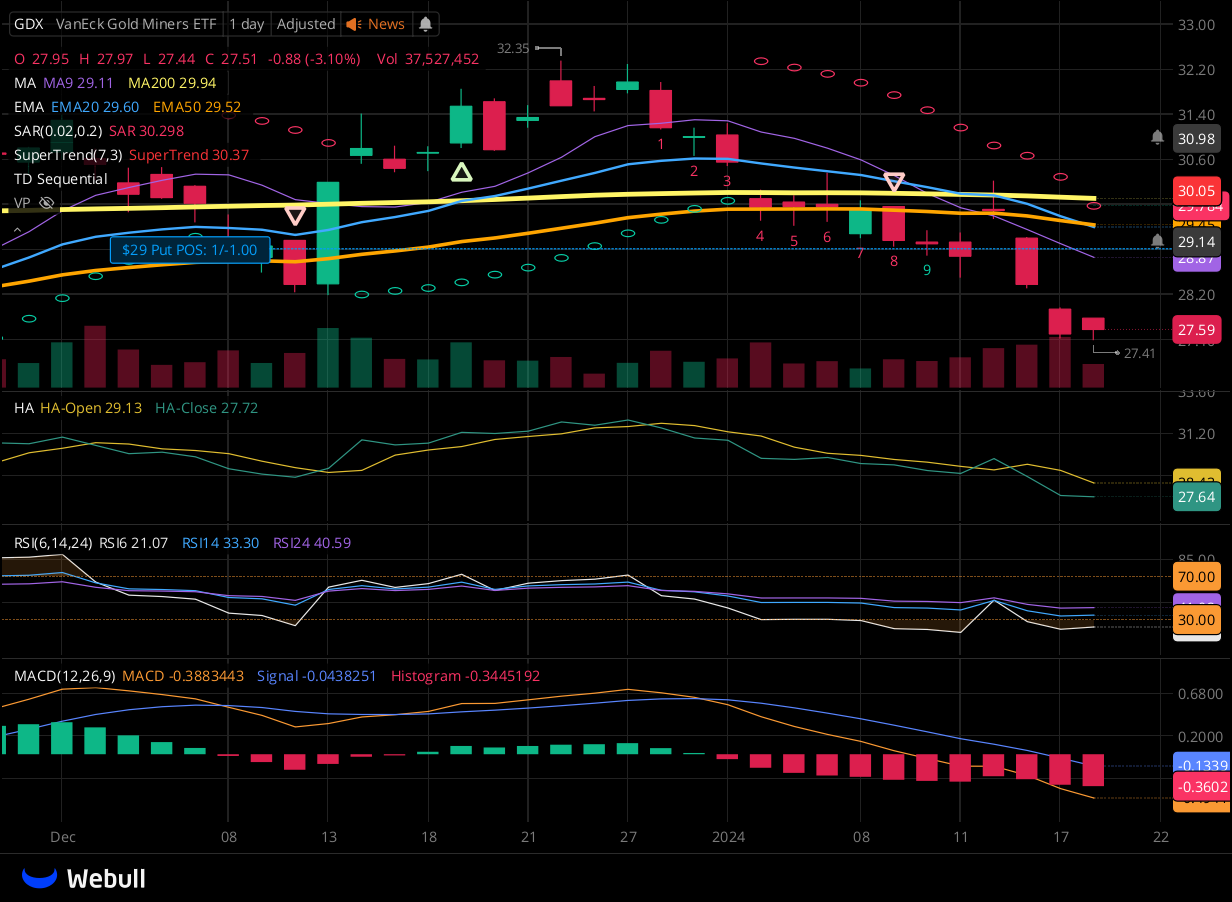 GDX VanEck Gold Miners ETF 1 day Adjusted News
33.00
O 27.95 H 27.97 L 27.44 C 27.51 -0.88 (-3.10%) Vol 37,527,452
32.35
32.20
MA MA9 29.11 MA200 29.94
EMA EMA20 29.60 EMA50 29.52
31.40
SAR(0.02,0.2) SAR 30.298
30.98
SuperTrend(7,3) SuperTrend 30.37
30.60
TD Sequential
30.05
VP
1
2
3
4
5
6
7
8
9
29.14
$29 Put POS: 1/-1.00
28.87
28.20
27.59
27.41
HA HA-Open 29.13 HA-Close 27.72
31.20
27.64
RSI(6,14,24) RSI6 21.07 RSI14 33.30 RSI24 40.59
85.00
70.00
30.00
MACD(12,26,9) MACD -0.3883443 Signal -0.0438251 Histogram -0.3445192
0.6800
0.2000
-0.1339
-0.3602
Dec 08 13 18 21 27 2024 08 11 17 22
Webull